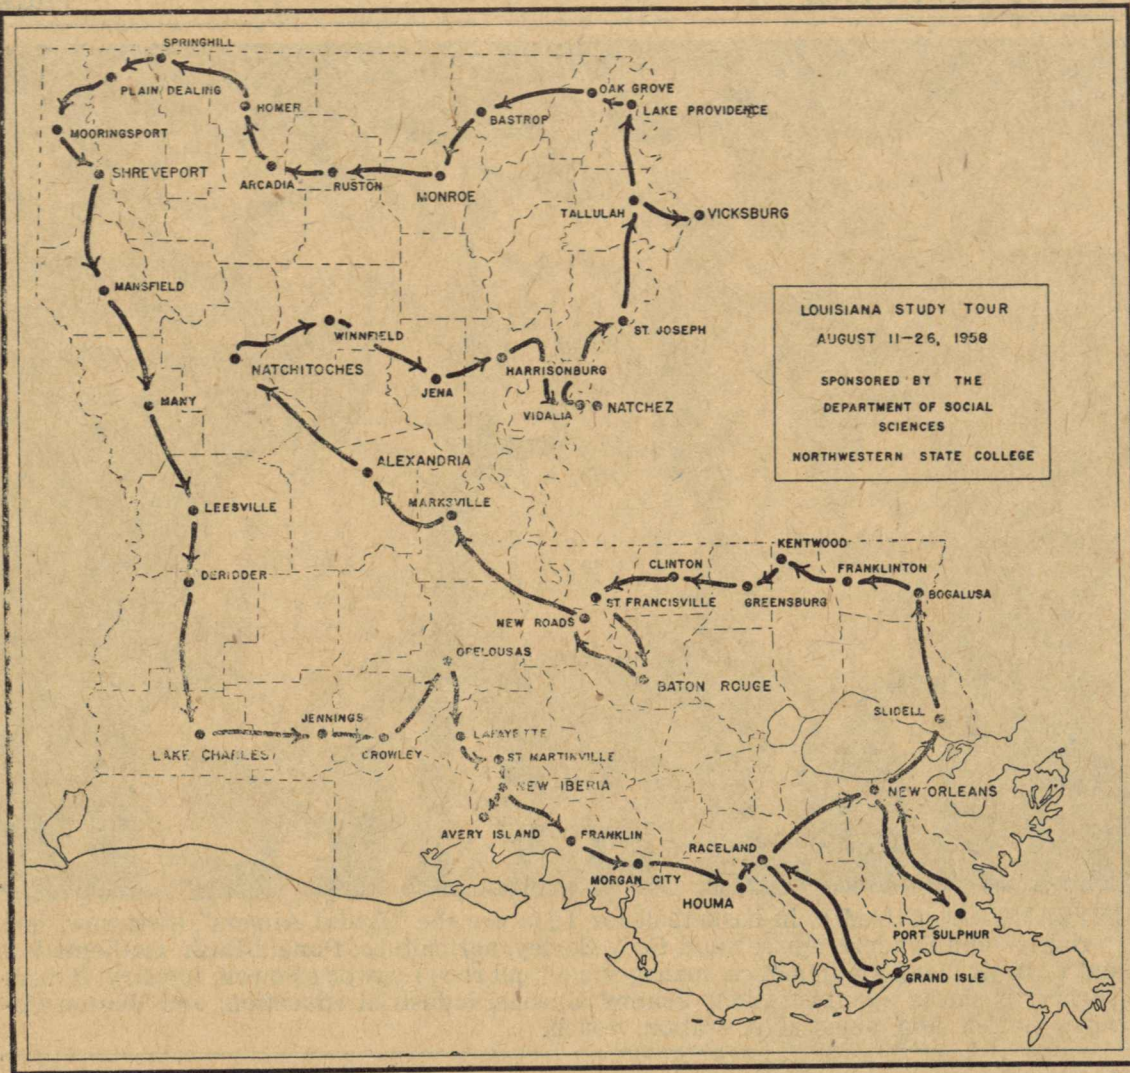 SPRINGHILL
PLAIN DEALING
HOMER
MOORINGSPORT
SHREVEPORT
ARCADIA
RUSTON
MONROE
BASTROP
OAK GROVE
LAKE PROVIDENCE
TALLULAH
VICKSBURG
MANSFIELD
WINNFIELD
ST. JOSEPH
NATCHITOCHES
HARRISONBURG
JENA
MANY
VIDALIA
NATCHEZ
LOUISIANA STUDY TOUR
AUGUST 11-26, 1958
SPONSORED BY THE
DEPARTMENT OF SOCIAL
SCIENCES
NORTHWESTERN STATE COLLEGE
ALEXANDRIA
MARKSVILLE
LEESVILLE
KENTWOOD
CLINTON
FRANKLINTON
DERIDDER
BOGALUSA
ST FRANCISVILLE
GREENSBURG
NEW ROADS
OPELOUSAS
BATON ROUGE
SLIDELL
JENNINGS
LAFAYETTE
LAKE CHARLES
CROWLEY
ST MARTINVILLE
NEW IBERIA
NEW ORLEANS
AVERY ISLAND
FRANKLIN
RACELAND
MORGAN CITY
HOUMA
PORT SULPHUR
GRAND ISLE